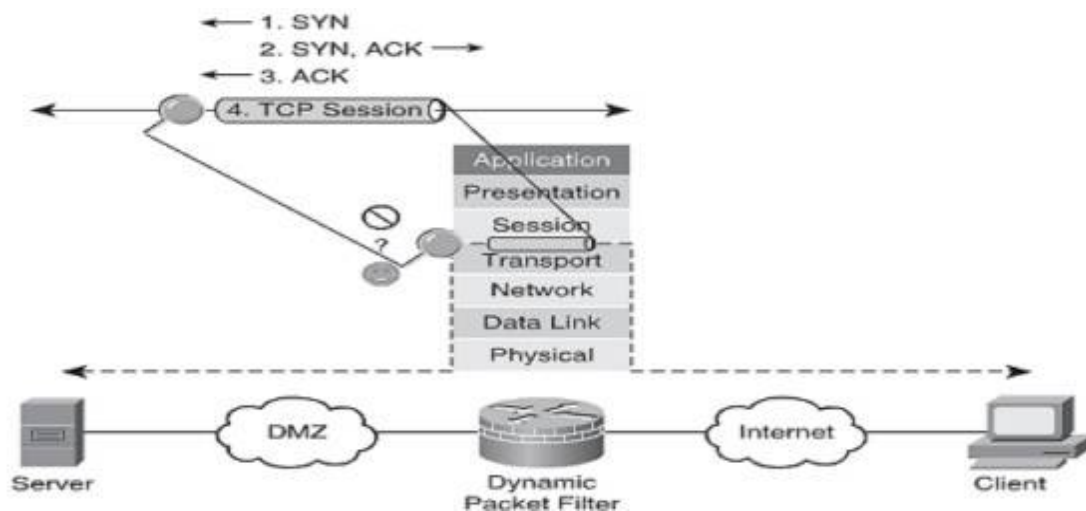 1. SYN
2. SYN, ACK
3. ACK
4. TCP Session
Application
Presentation
Session
?
Transport
Network
Data Link
Physical
DMZ
Internet
Server
Dynamic
Packet Filter
Client